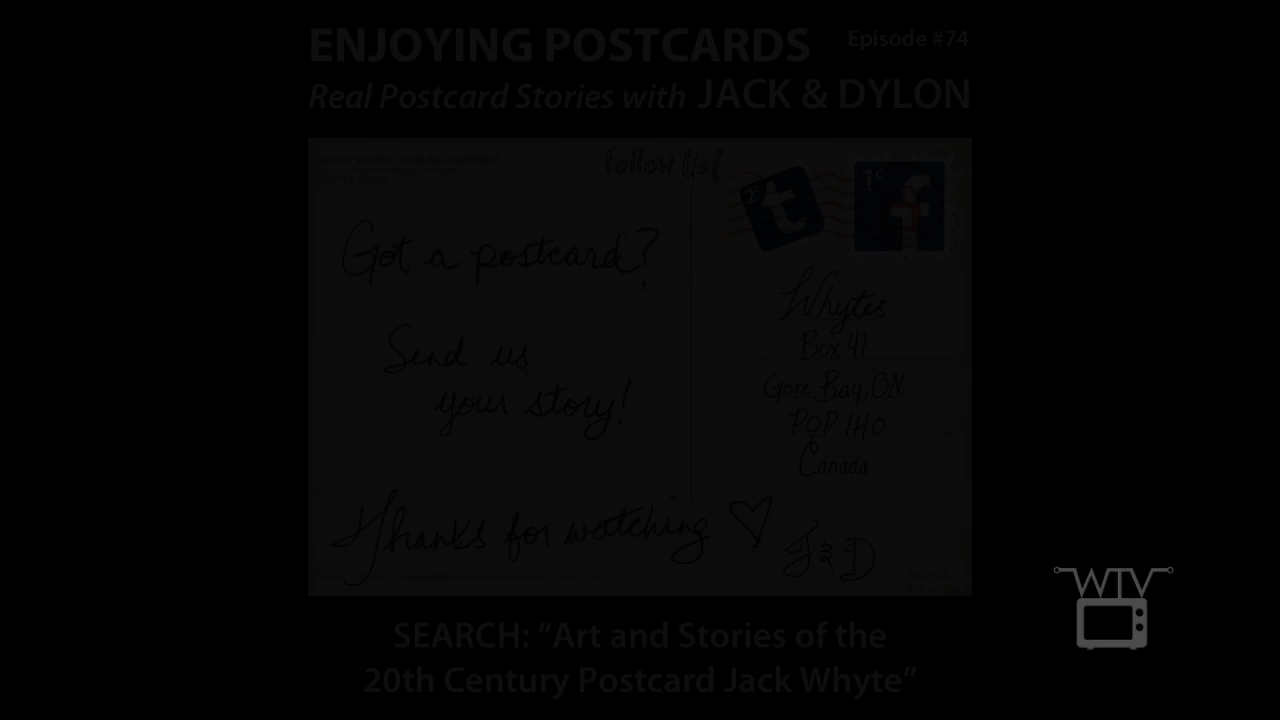 ENJOYING POSTCARDS Episode #74
Real Postcard Stories with JACK & DYLON
Follow Us!
2¢ t 1¢ f
Got a postcard?
Send us
your story!
Whytes
Box 41
Gore Bay, ON
P0P 1H0
Canada
Thanks for watching
J & D
WTV
SEARCH: “Art and Stories of the
20th Century Postcard Jack Whyte”